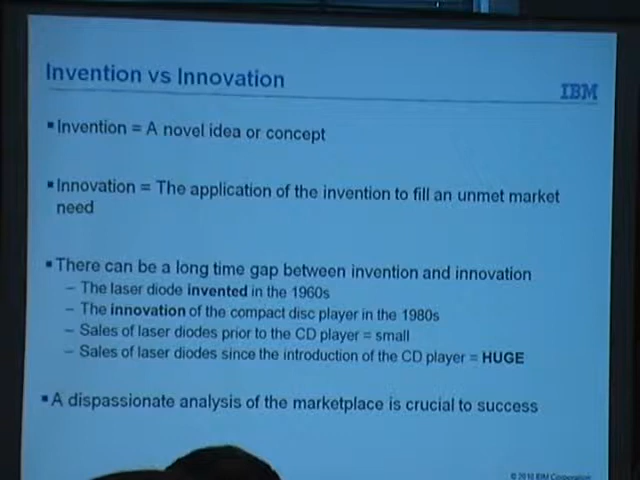 Invention vs Innovation
IBM
▪ Invention = A novel idea or concept
▪ Innovation = The application of the invention to fill an unmet market
need
▪ There can be a long time gap between invention and innovation
– The laser diode invented in the 1960s
– The innovation of the compact disc player in the 1980s
– Sales of laser diodes prior to the CD player = small
– Sales of laser diodes since the introduction of the CD player = HUGE
▪ A dispassionate analysis of the marketplace is crucial to success
© 2010 IBM Corporation